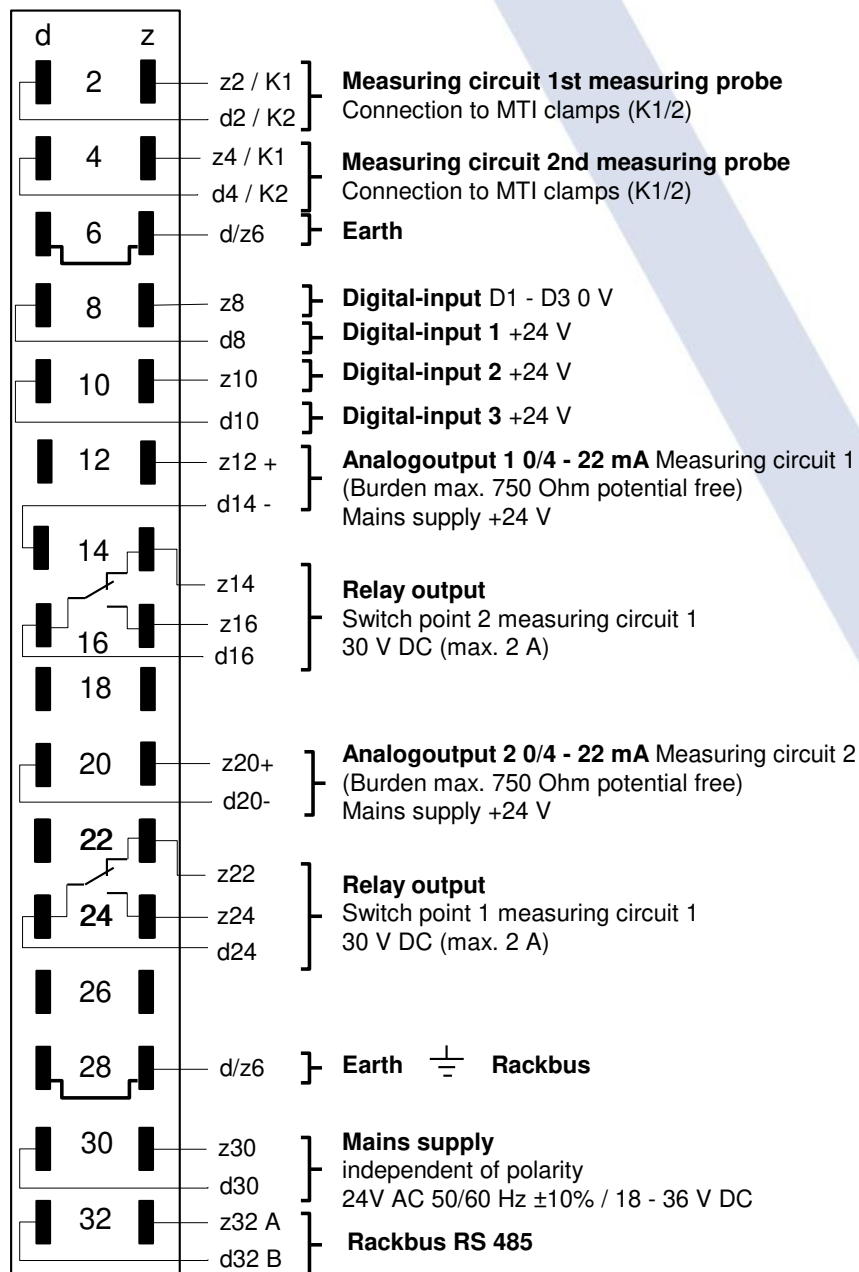 d z
2 z2 / K1 Measuring circuit 1st measuring probe
d2 / K2 Connection to MTI clamps (K1/2)
4 z4 / K1 Measuring circuit 2nd measuring probe
d4 / K2 Connection to MTI clamps (K1/2)
6 d/z6 Earth
8 z8 Digital-input D1 - D3 0 V
d8 Digital-input 1 +24 V
10 z10 Digital-input 2 +24 V
d10 Digital-input 3 +24 V
12 z12 + Analogoutput 1 0/4 - 22 mA Measuring circuit 1
(Burden max. 750 Ohm potential free)
d14 - Mains supply +24 V
14
z14 Relay output
z16 Switch point 2 measuring circuit 1
16 d16 30 V DC (max. 2 A)
18
20 z20+ Analogoutput 2 0/4 - 22 mA Measuring circuit 2
(Burden max. 750 Ohm potential free)
d20- Mains supply +24 V
22
z22 Relay output
24 z24 Switch point 1 measuring circuit 1
d24 30 V DC (max. 2 A)
26
28 d/z6 Earth Rackbus
30 z30 Mains supply
independent of polarity
d30 24V AC 50/60 Hz ±10% / 18 - 36 V DC
32 z32 A
Rackbus RS 485
d32 B